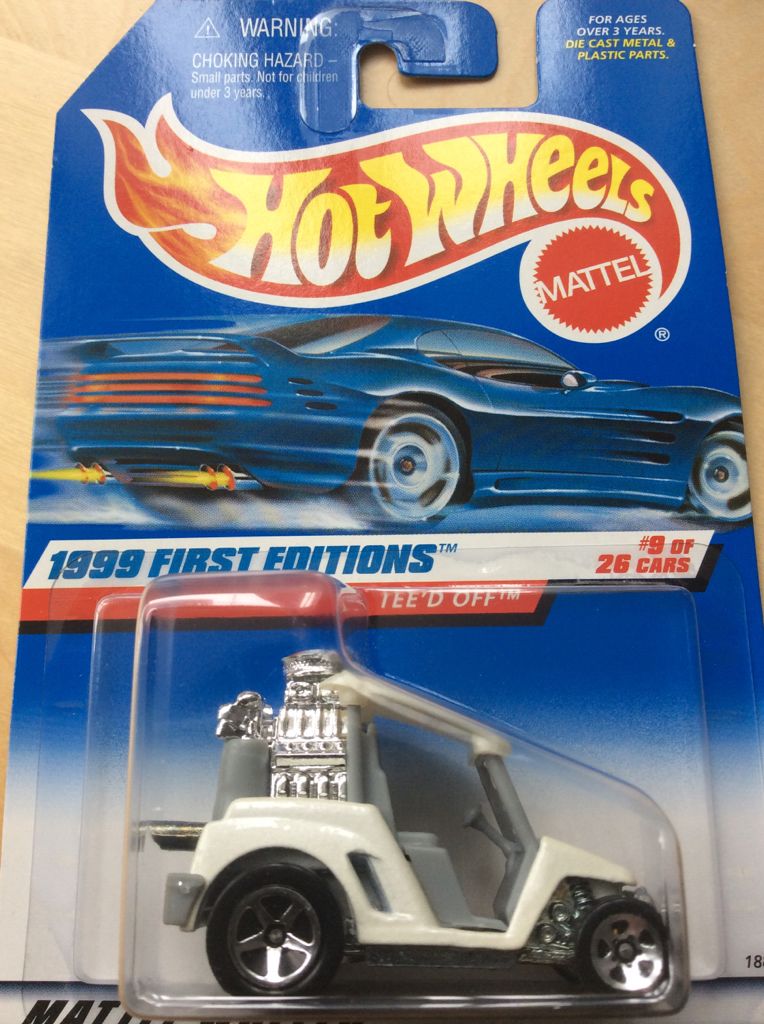 WARNING:
CHOKING HAZARD –
Small parts. Not for children
under 3 years.
FOR AGES
OVER 3 YEARS.
DIE CAST METAL &
PLASTIC PARTS.
HOT WHEELS
MATTEL
®
1999 FIRST EDITIONS™
#9 OF
26 CARS
TEE'D OFF™